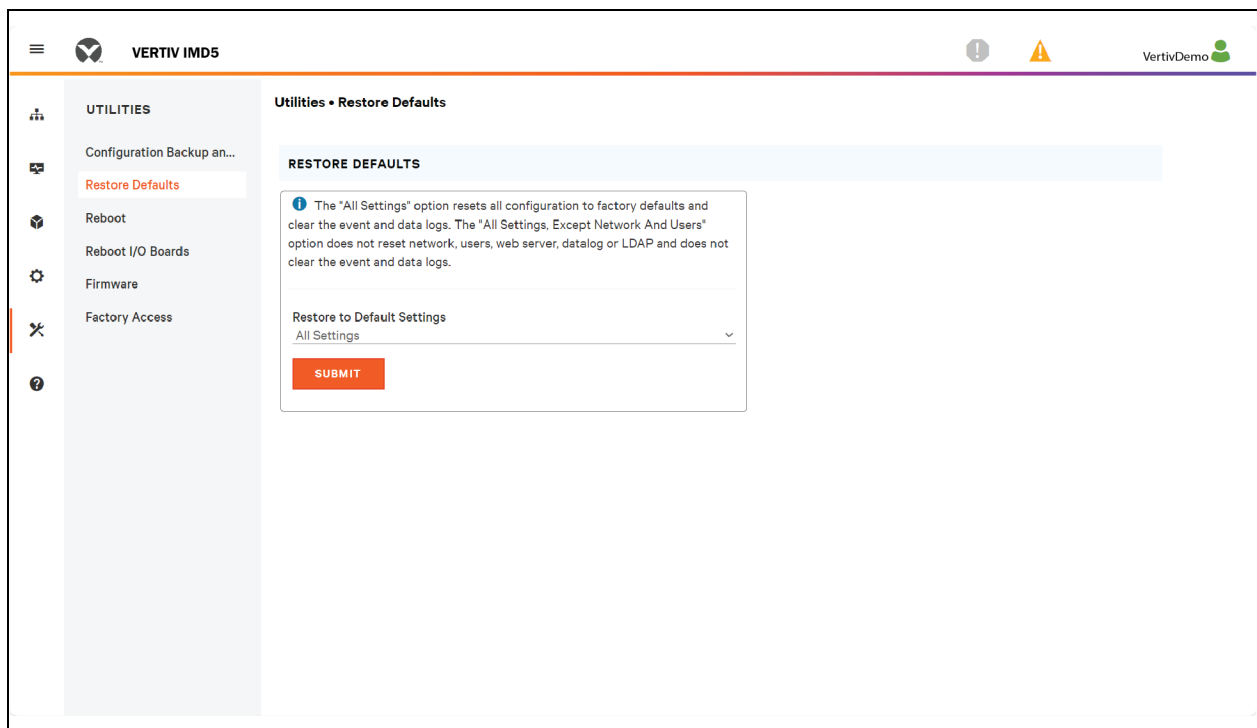 VERTIV IMD5
VertivDemo
UTILITIES
Configuration Backup an...
Restore Defaults
Reboot
Reboot I/O Boards
Firmware
Factory Access
Utilities • Restore Defaults
RESTORE DEFAULTS
The "All Settings" option resets all configuration to factory defaults and
clear the event and data logs. The "All Settings, Except Network And Users"
option does not reset network, users, web server, datalog or LDAP and does not
clear the event and data logs.
Restore to Default Settings
All Settings
SUBMIT